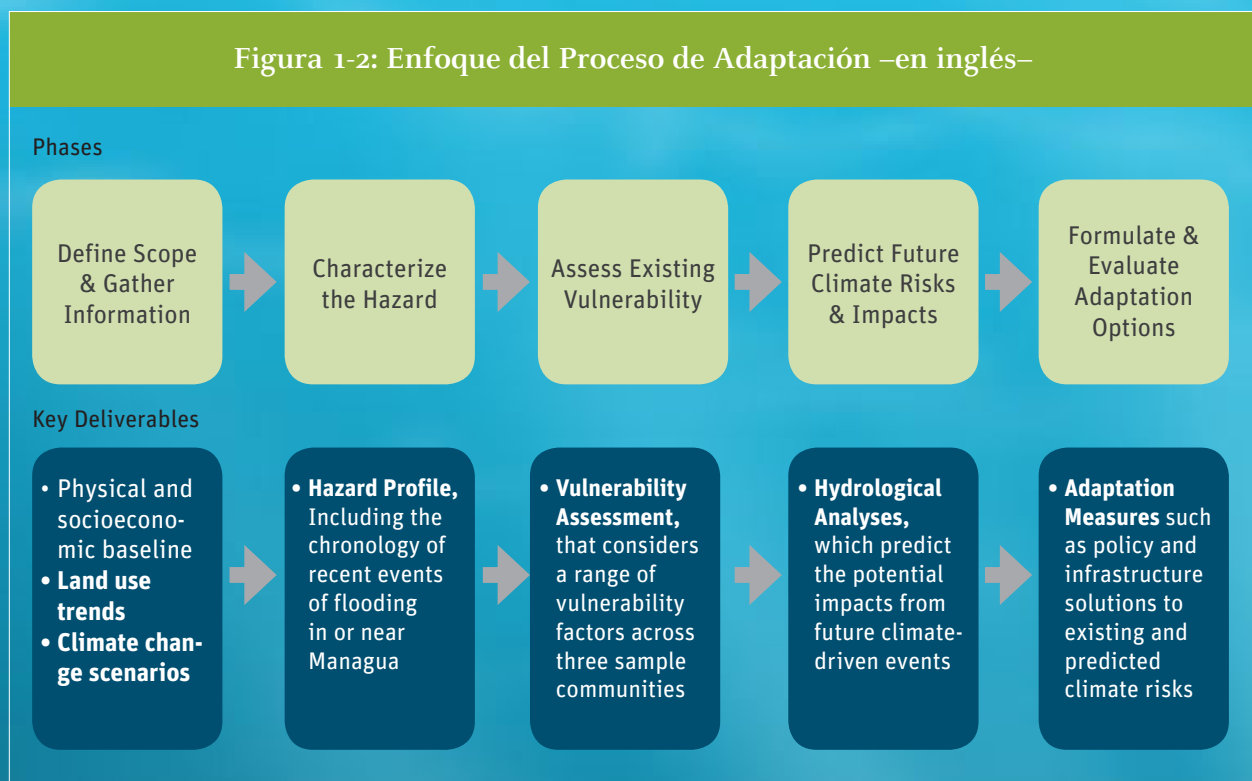 Figura 1-2: Enfoque del Proceso de Adaptación –en inglés–
Phases
Define Scope
& Gather
Information
Characterize
the Hazard
Assess Existing
Vulnerability
Predict Future
Climate Risks
& Impacts
Formulate &
Evaluate
Adaptation
Options
Key Deliverables
• Physical and
socioecono-
mic baseline
• Land use
trends
• Climate chan-
ge scenarios
• Hazard Profile,
Including the
chronology of
recent events
of flooding
in or near
Managua
• Vulnerability
Assessment,
that considers
a range of
vulnerability
factors across
three sample
communities
• Hydrological
Analyses,
which predict
the potential
impacts from
future climate-
driven events
• Adaptation
Measures such
as policy and
infrastructure
solutions to
existing and
predicted
climate risks